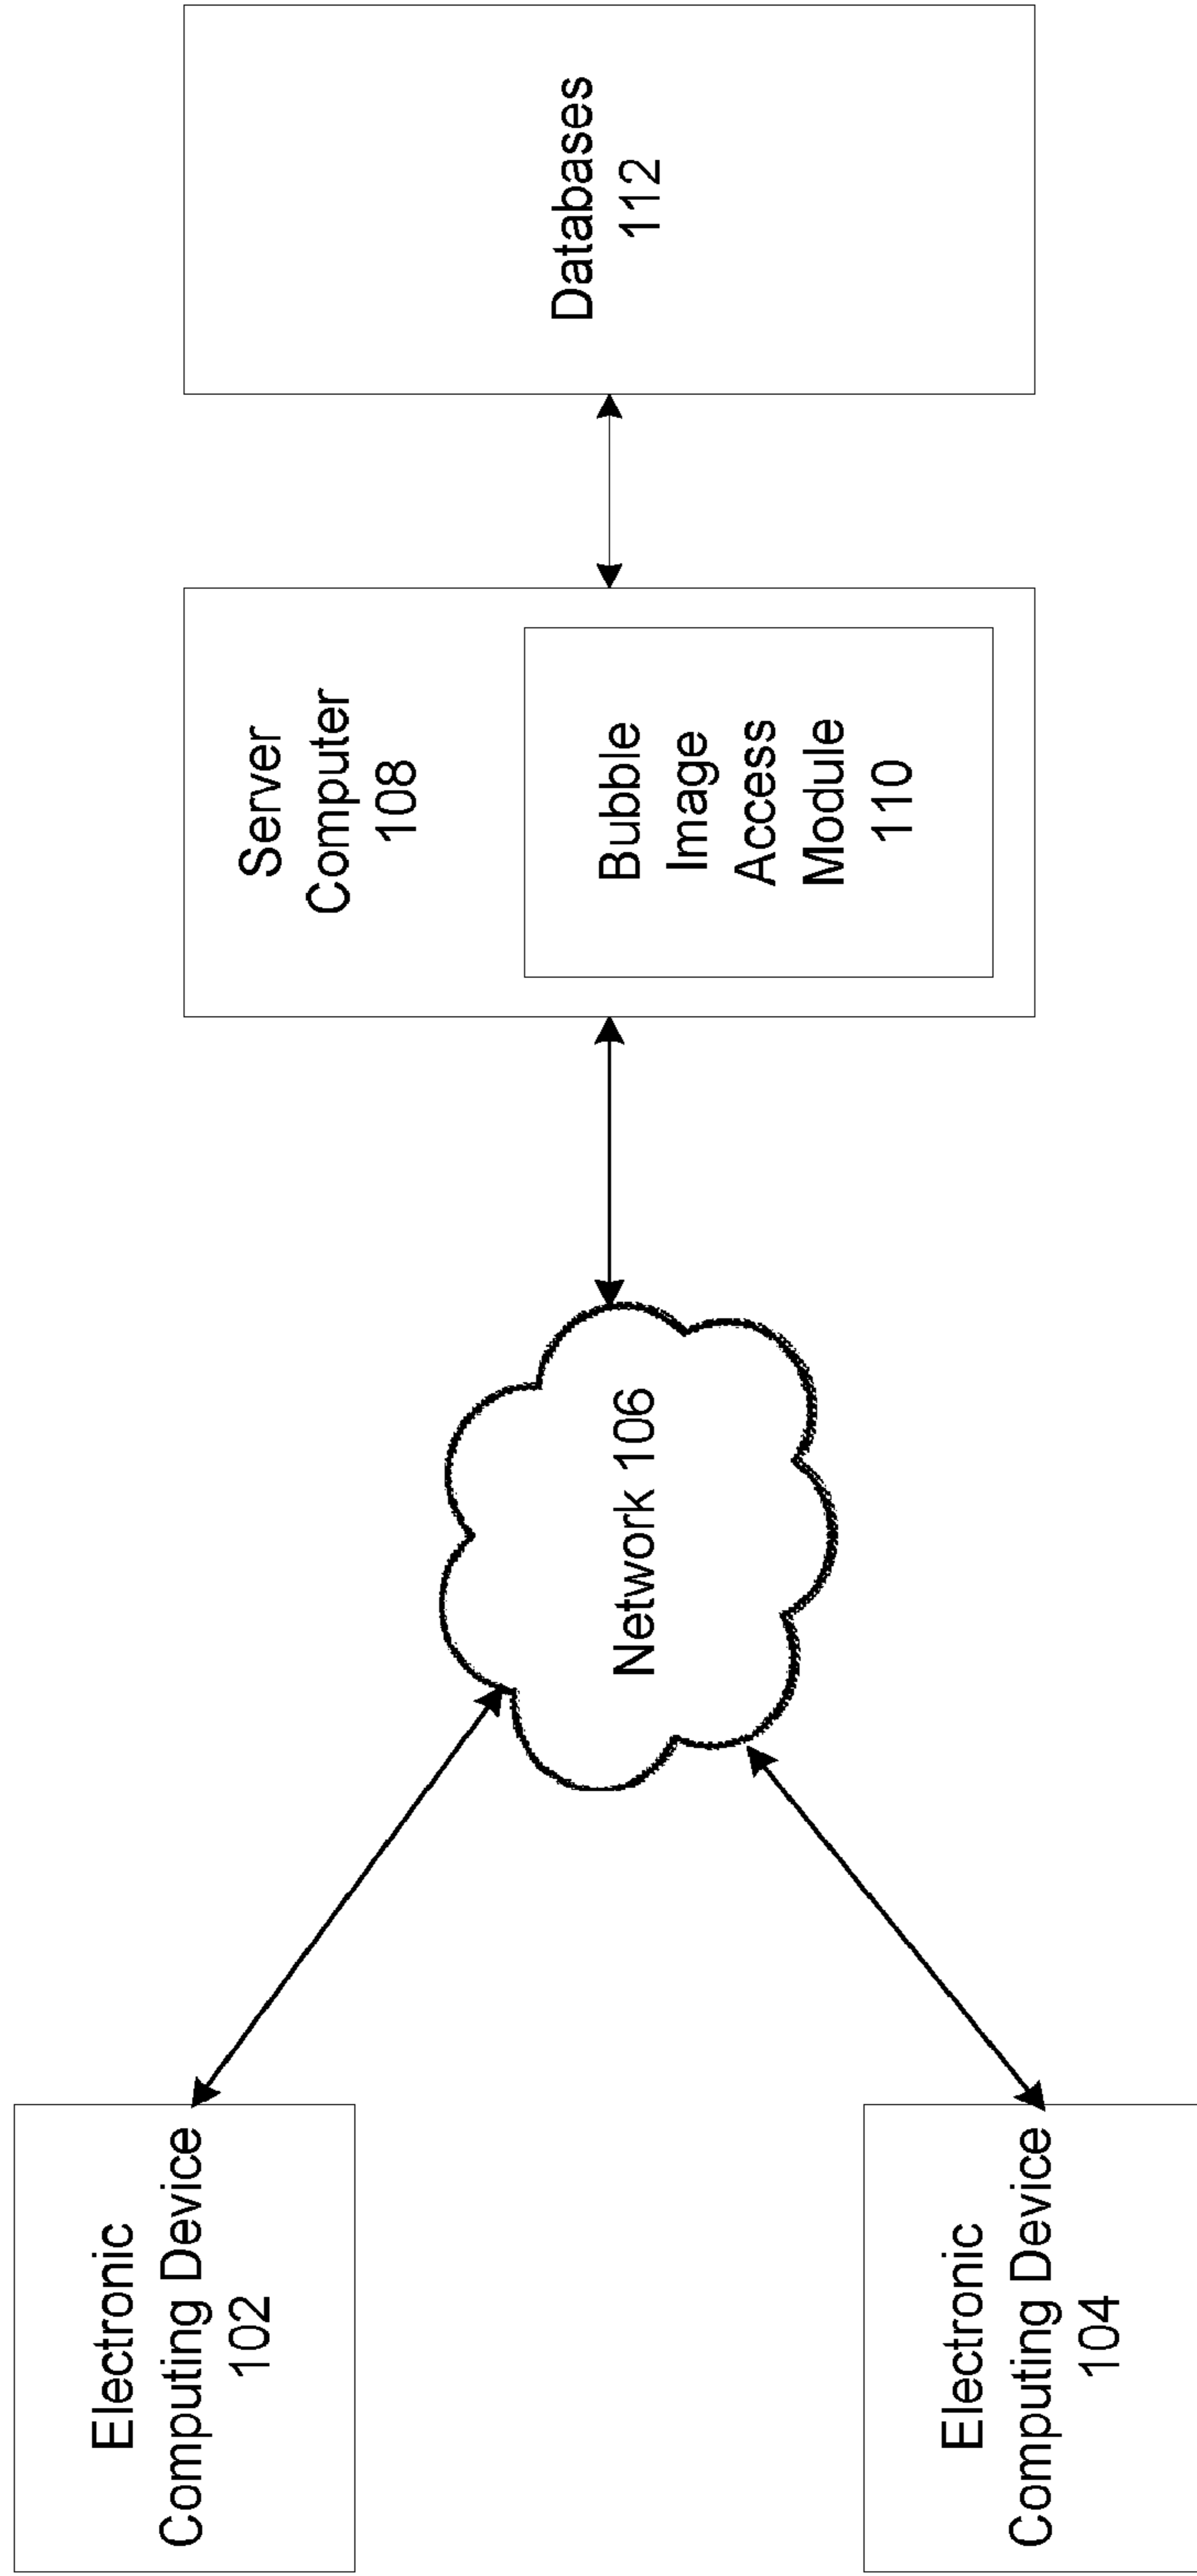 Electronic
Computing Device
102
Electronic
Computing Device
104
Network 106
Server
Computer
108
Bubble
Image
Access
Module
110
Databases
112